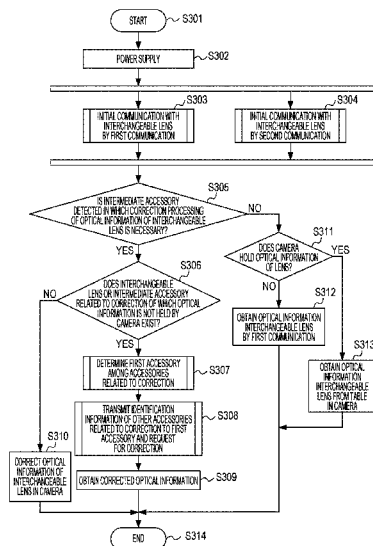 START
S301
POWER SUPPLY
S302
S303
INITIAL COMMUNICATION WITH
INTERCHANGEABLE LENS
BY FIRST COMMUNICATION
S304
INITIAL COMMUNICATION WITH
INTERCHANGEABLE LENS
BY SECOND COMMUNICATION
S305
IS INTERMEDIATE ACCESSORY
DETECTED IN WHICH CORRECTION PROCESSING
OF OPTICAL INFORMATION OF INTERCHANGEABLE
LENS IS NECESSARY?
NO
YES
S311
DOES CAMERA
HOLD OPTICAL INFORMATION
OF LENS?
YES
NO
S306
DOES INTERCHANGEABLE
LENS OR INTERMEDIATE ACCESSORY
RELATED TO CORRECTION OF WHICH OPTICAL
INFORMATION IS NOT HELD BY
CAMERA EXIST?
NO
YES
S312
OBTAIN OPTICAL INFORMATION
INTERCHANGEABLE LENS
BY FIRST COMMUNICATION
S313
OBTAIN OPTICAL
INFORMATION
INTERCHANGEABLE
LENS FROM TABLE
IN CAMERA
DETERMINE FIRST ACCESSORY
AMONG ACCESSORIES
RELATED TO CORRECTION
S307
TRANSMIT IDENTIFICATION
INFORMATION OF OTHER ACCESSORIES
RELATED TO CORRECTION TO FIRST
ACCESSORY AND REQUEST
FOR CORRECTION
S308
S310
CORRECT OPTICAL
INFORMATION OF
INTERCHANGEABLE
LENS IN CAMERA
S309
OBTAIN CORRECTED OPTICAL INFORMATION
END
S314